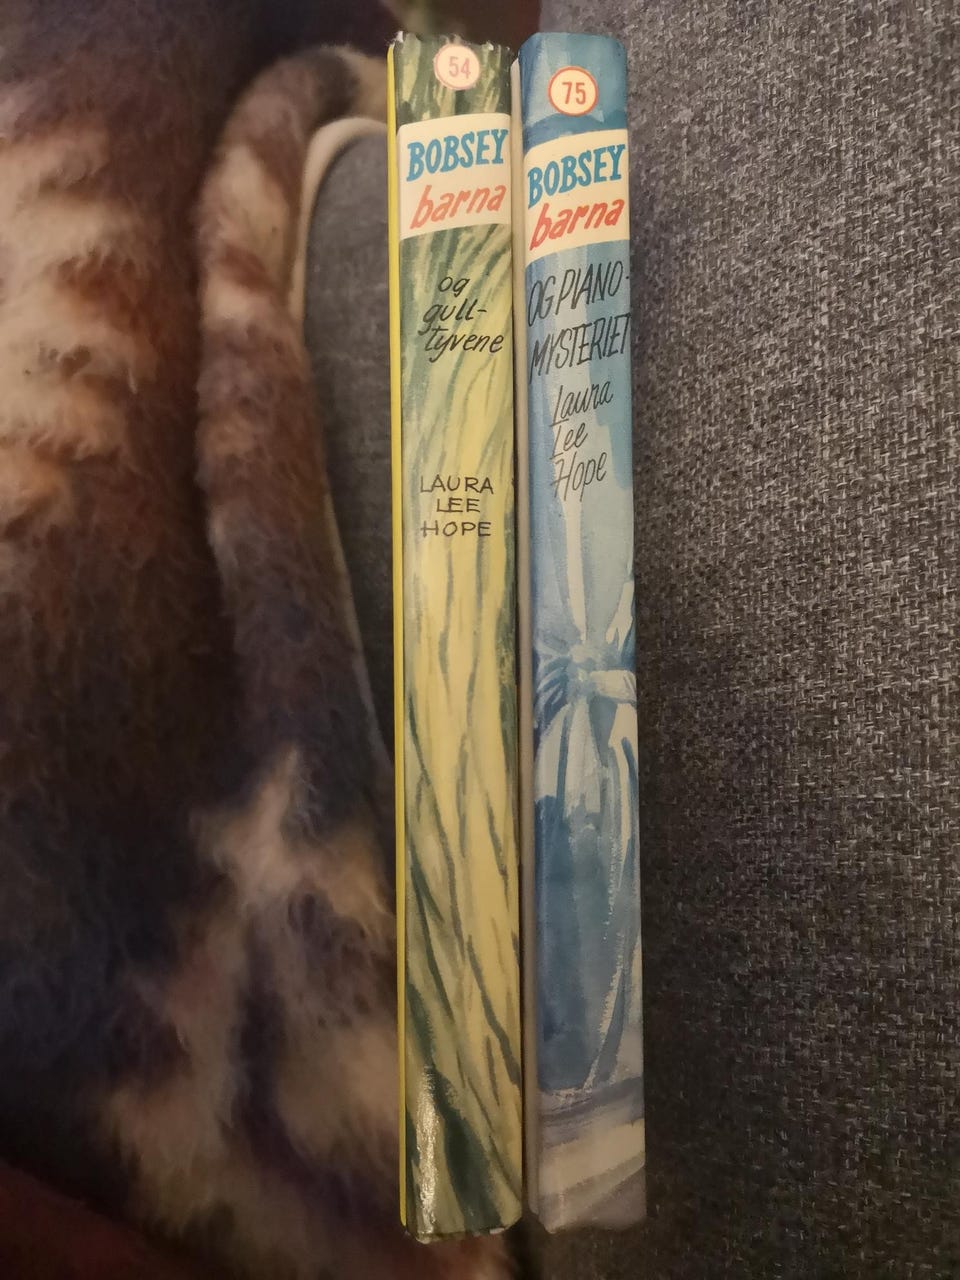 54
BOBSEY
barna
og
gull-
tyvene
LAURA
LEE
HOPE
75
BOBSEY
barna
OG PIANO-
MYSTERIET
Laura
Lee
Hope